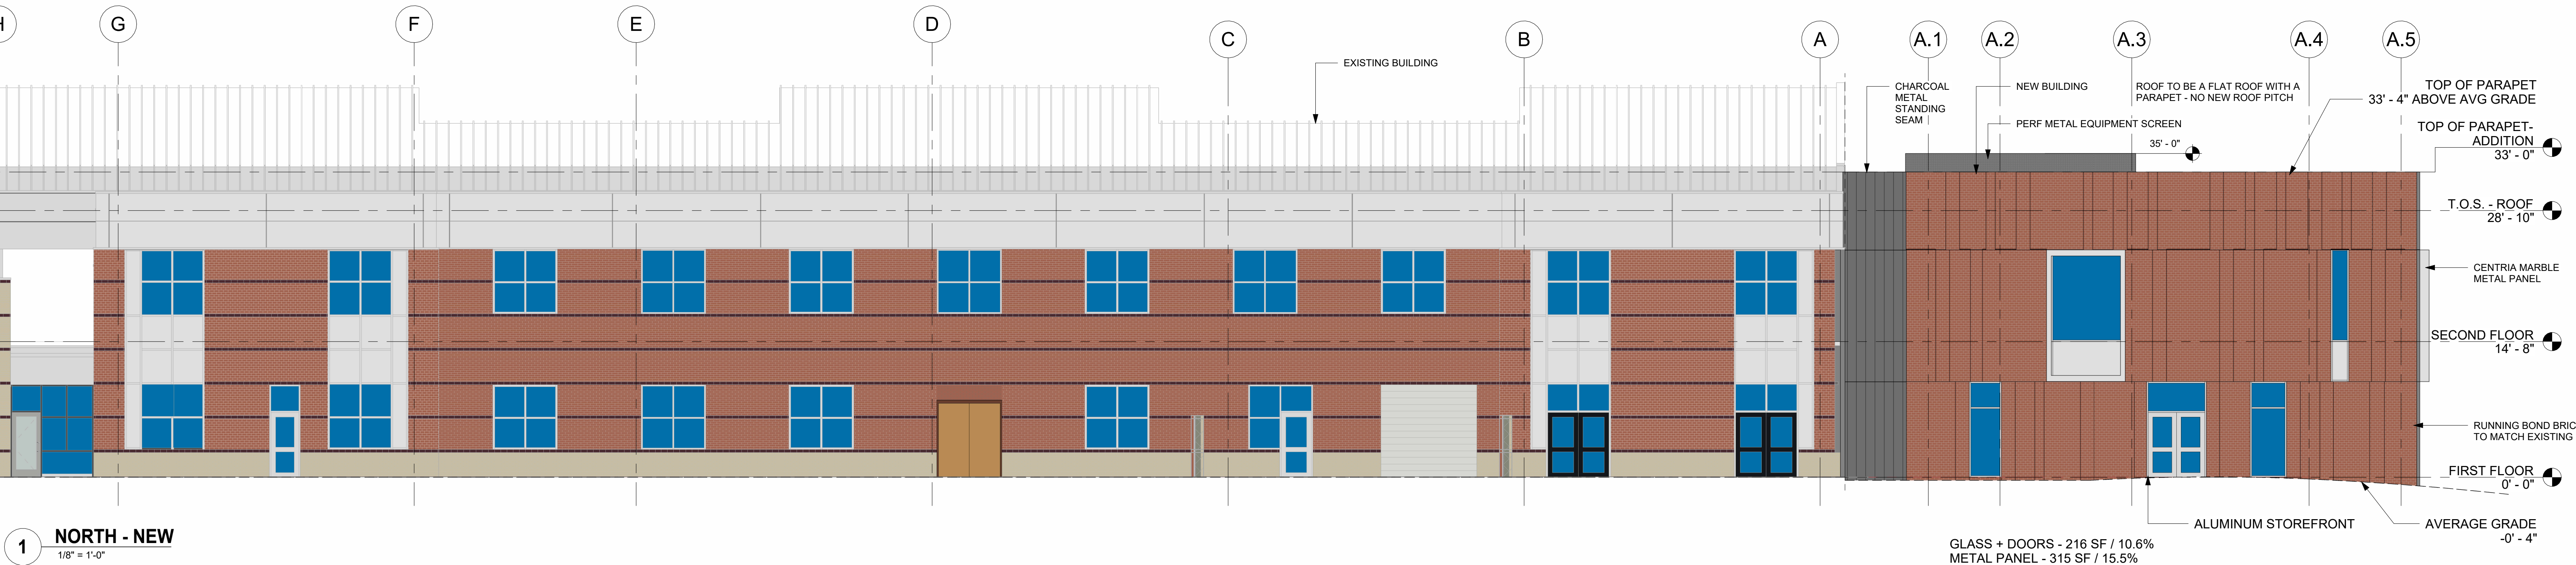 H
G
F
E
D
C
B
A
A.1
A.2
A.3
A.4
A.5
EXISTING BUILDING
CHARCOAL
METAL
STANDING
SEAM
NEW BUILDING
PERF METAL EQUIPMENT SCREEN
ROOF TO BE A FLAT ROOF WITH A
PARAPET - NO NEW ROOF PITCH
35' - 0"
TOP OF PARAPET
33' - 4" ABOVE AVG GRADE
TOP OF PARAPET-
ADDITION
33' - 0"
T.O.S. - ROOF
28' - 10"
CENTRIA MARBLE
METAL PANEL
SECOND FLOOR
14' - 8"
RUNNING BOND BRIC
TO MATCH EXISTING
FIRST FLOOR
0' - 0"
ALUMINUM STOREFRONT
AVERAGE GRADE
-0' - 4"
1
NORTH - NEW
1/8" = 1'-0"
GLASS + DOORS - 216 SF / 10.6%
METAL PANEL - 315 SF / 15.5%